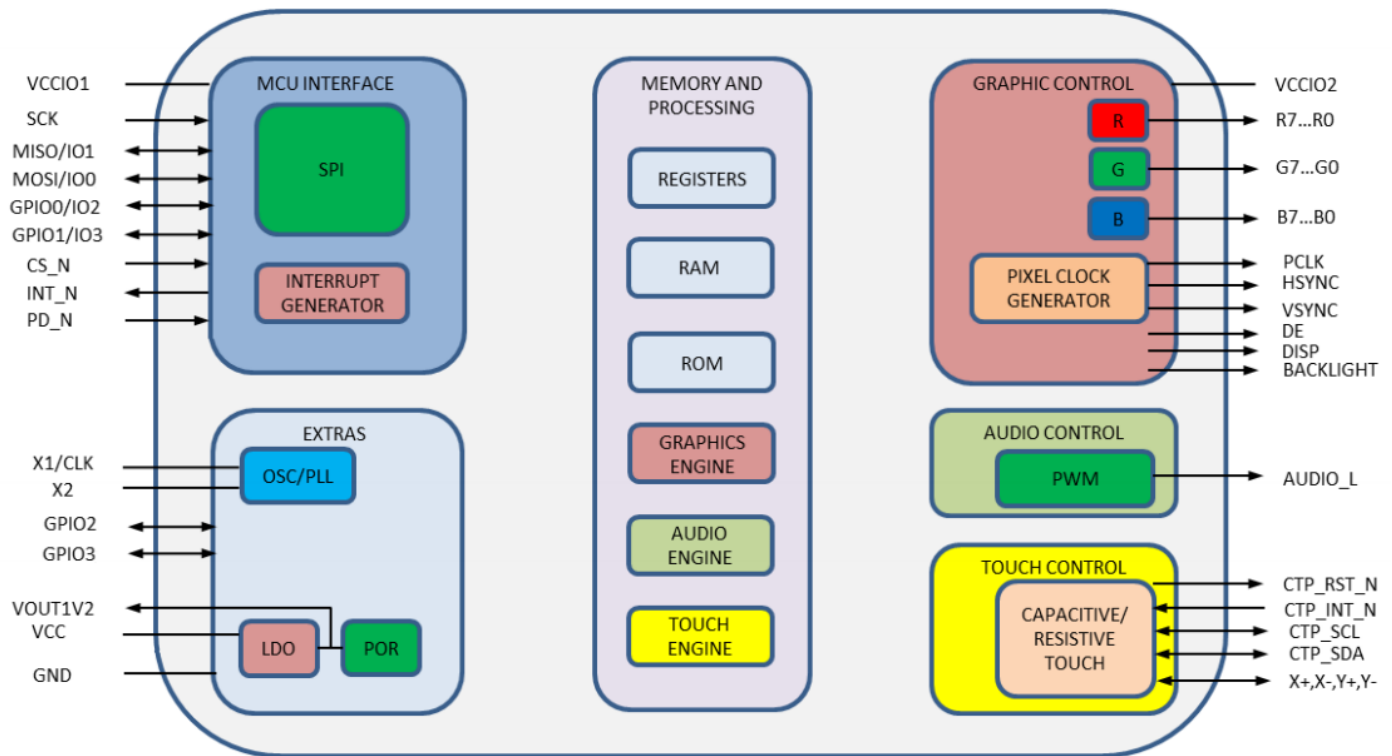 VCCIO1
SCK
MISO/IO1
MOSI/IO0
GPIO0/IO2
GPIO1/IO3
CS_N
INT_N
PD_N
MCU INTERFACE
SPI
INTERRUPT
GENERATOR
X1/CLK
X2
GPIO2
GPIO3
VOUT1V2
VCC
GND
EXTRAS
OSC/PLL
LDO
POR
MEMORY AND
PROCESSING
REGISTERS
RAM
ROM
GRAPHICS
ENGINE
AUDIO
ENGINE
TOUCH
ENGINE
GRAPHIC CONTROL
R
G
B
PIXEL CLOCK
GENERATOR
VCCIO2
R7...R0
G7...G0
B7...B0
PCLK
HSYNC
VSYNC
DE
DISP
BACKLIGHT
AUDIO CONTROL
PWM
AUDIO_L
TOUCH CONTROL
CAPACITIVE/
RESISTIVE
TOUCH
CTP_RST_N
CTP_INT_N
CTP_SCL
CTP_SDA
X+,X-,Y+,Y-